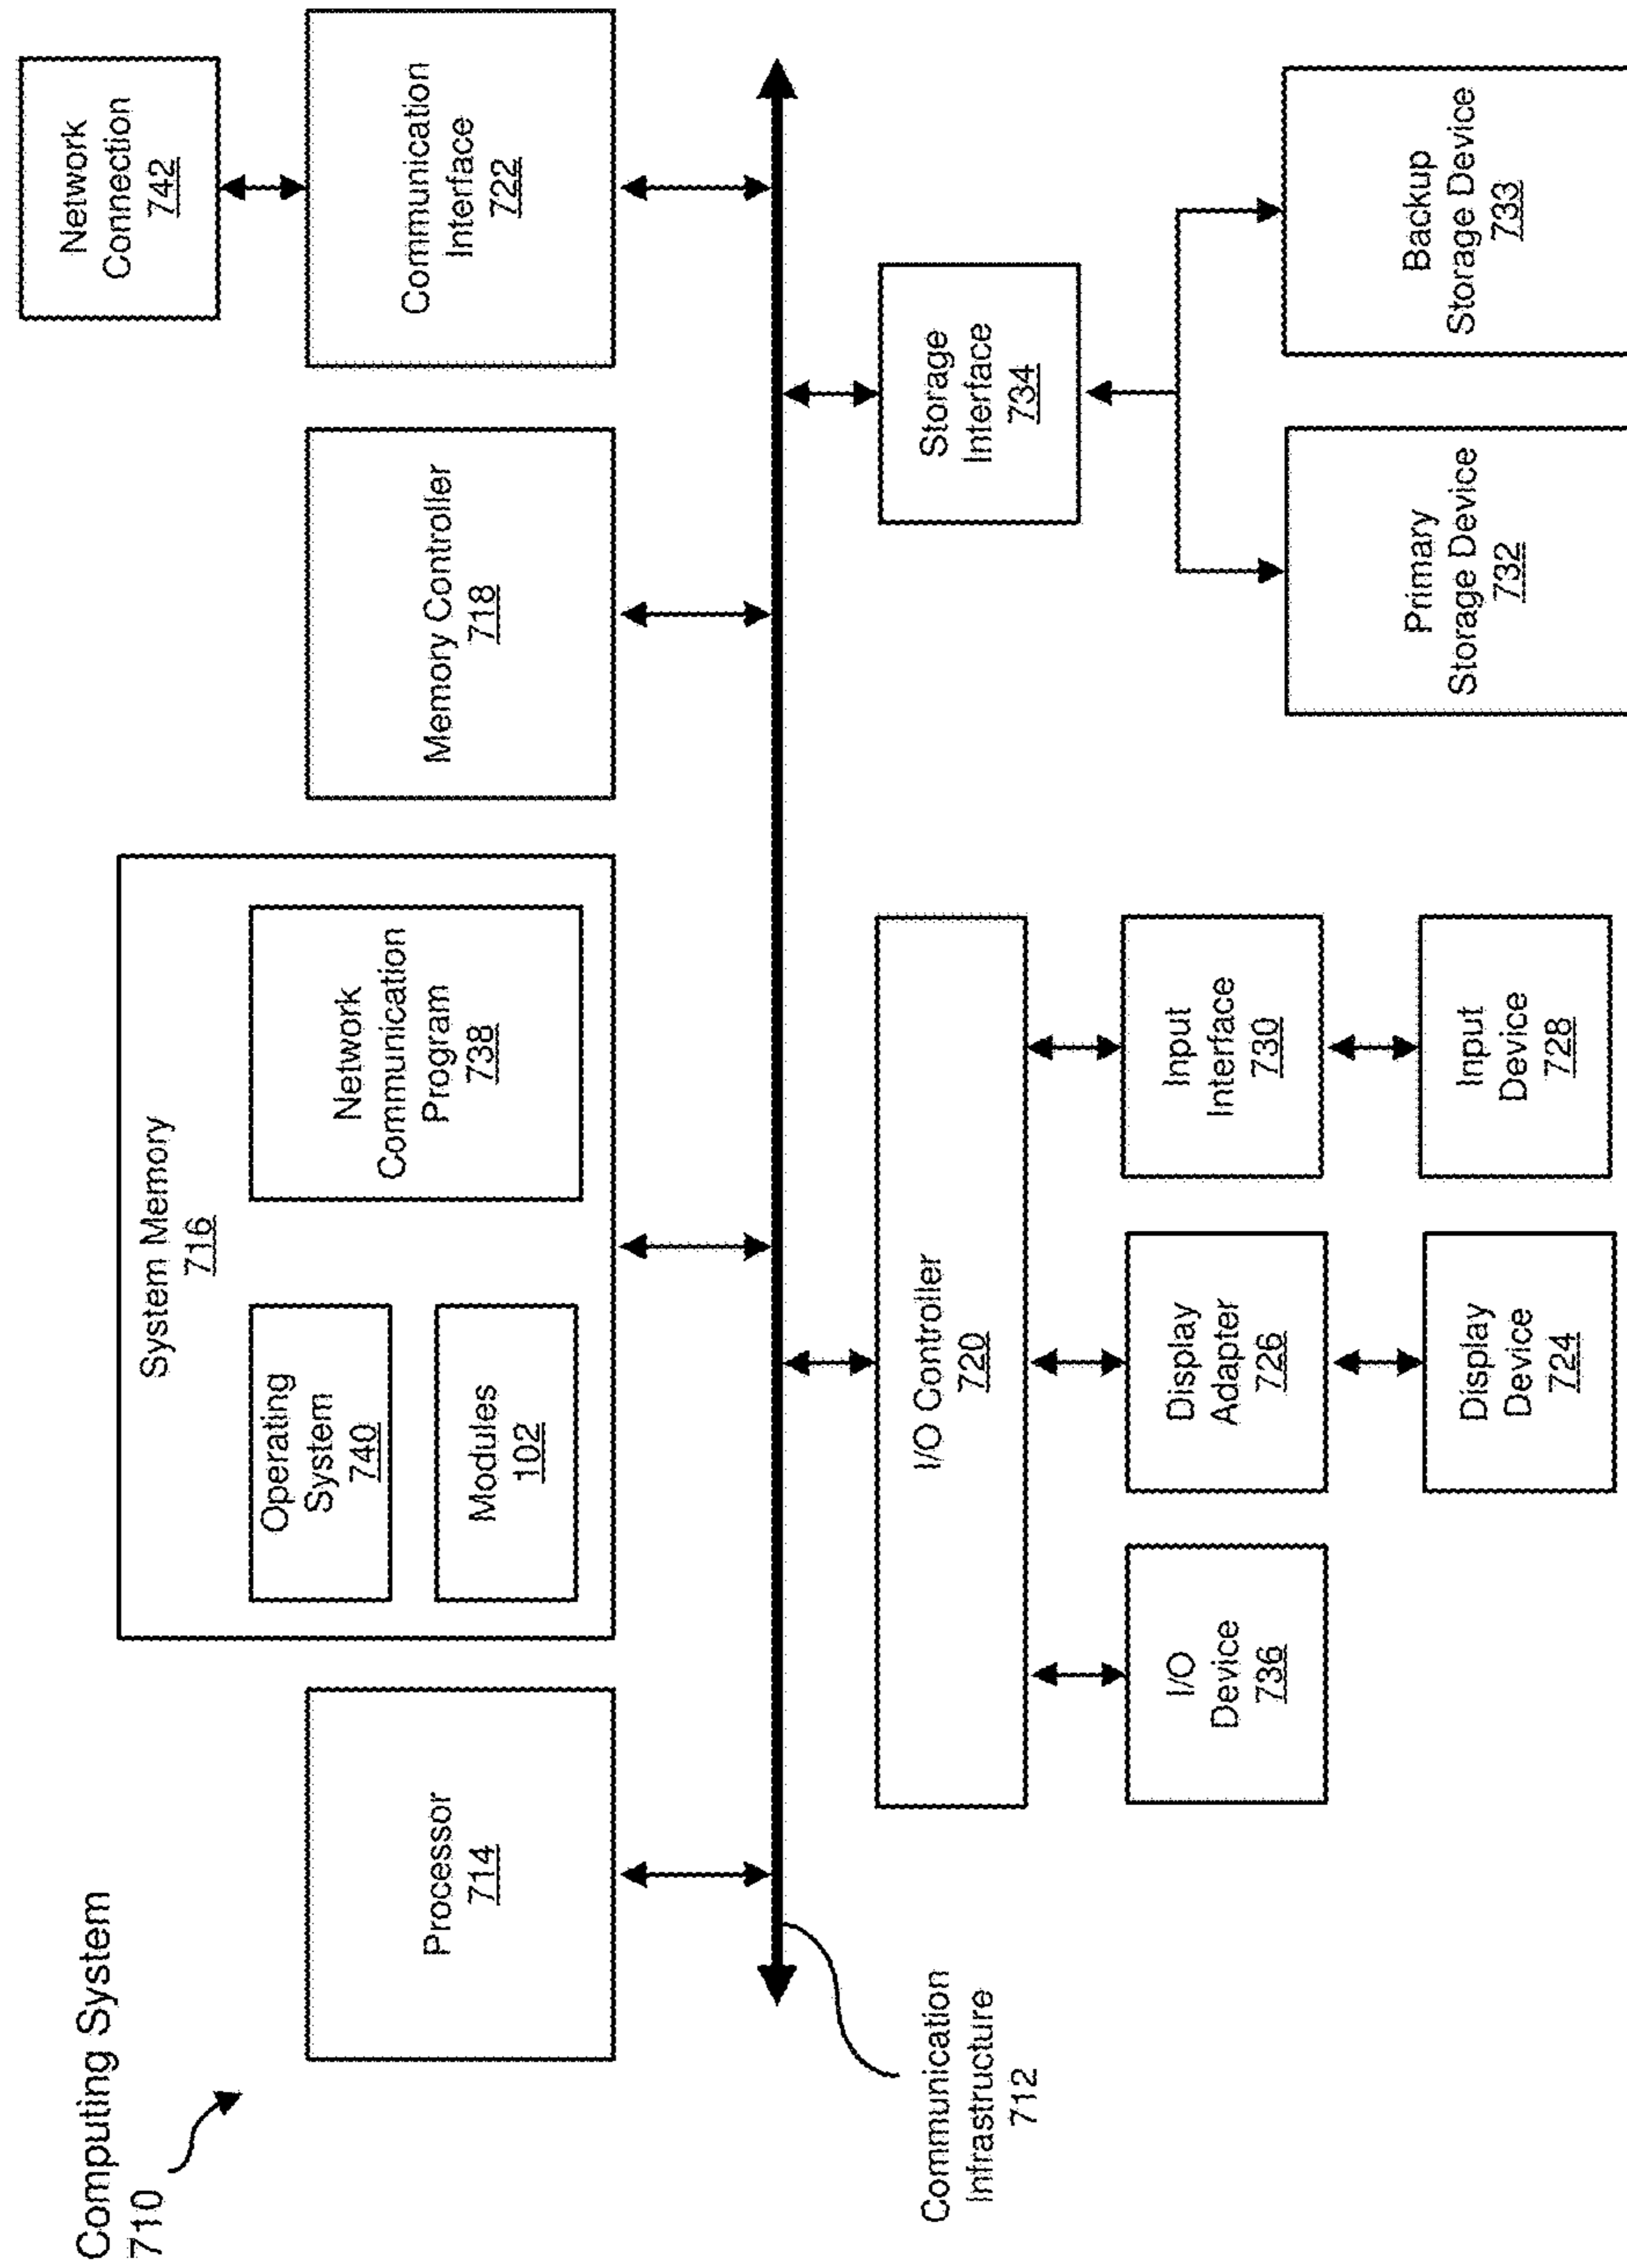 Computing System
710
Processor
714
System Memory
716
Operating
System
740
Modules
102
Network
Communication
Program
738
Memory Controller
718
Network
Connection
742
Communication
Interface
722
Communication
Infrastructure
712
I/O Controller
720
I/O
Device
736
Display
Adapter
726
Display
Device
724
Input
Interface
730
Input
Device
728
Storage
Interface
734
Primary
Storage Device
732
Backup
Storage Device
733